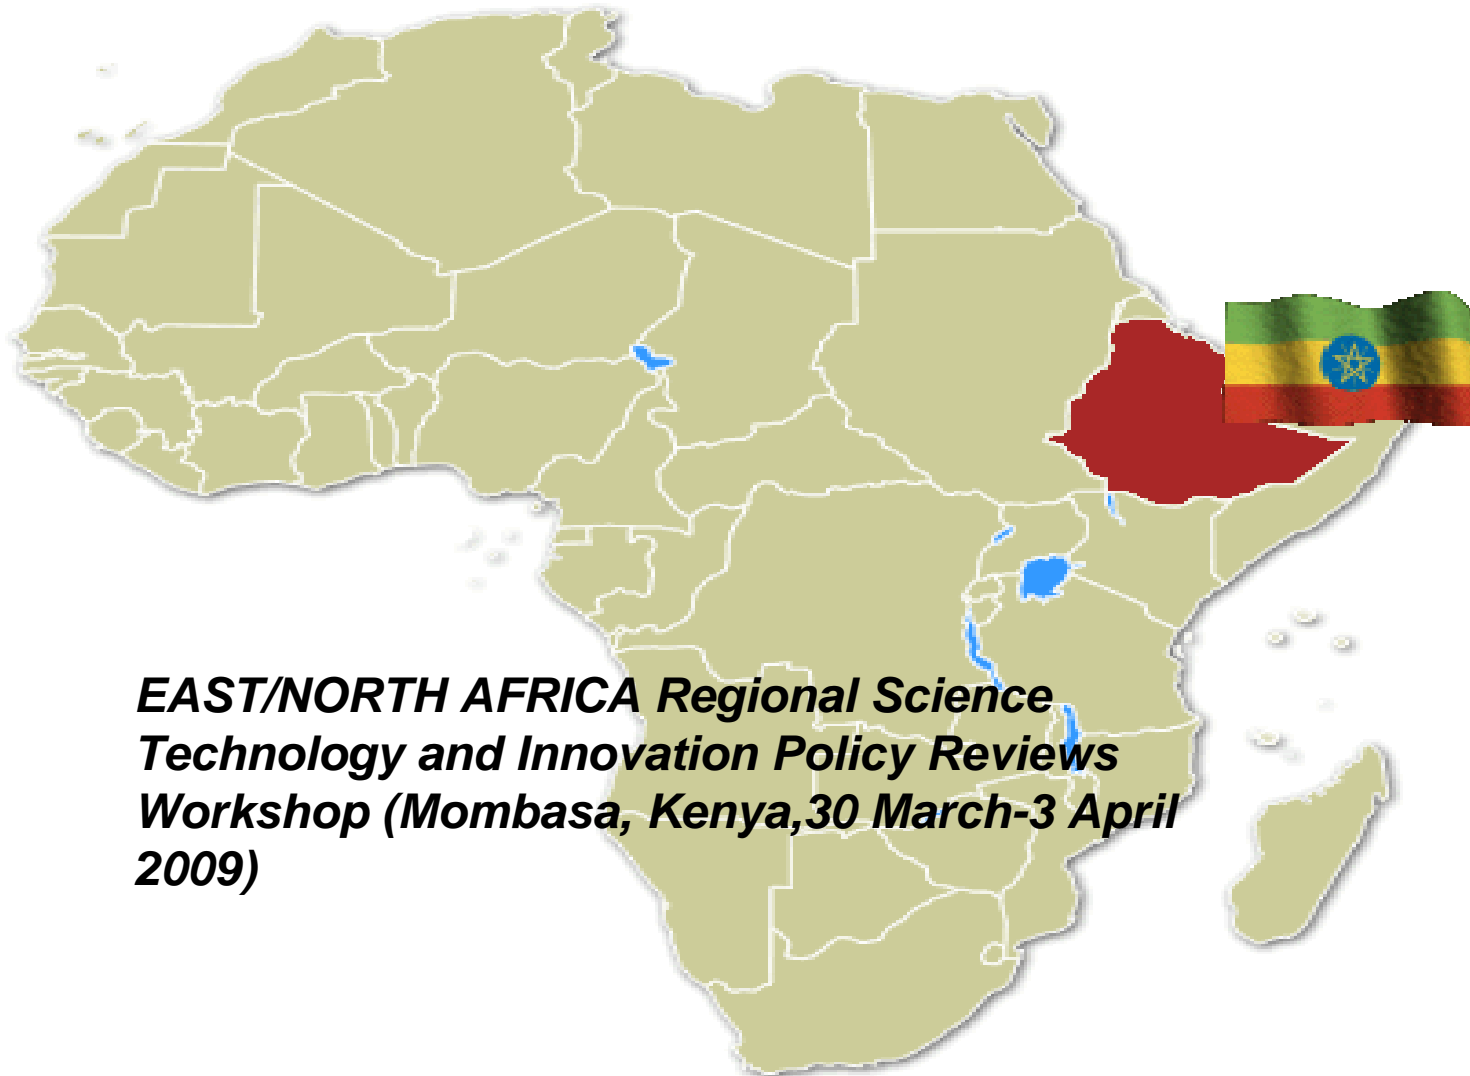 EAST/NORTH AFRICA Regional Science
Technology and Innovation Policy Reviews
Workshop (Mombasa, Kenya,30 March-3 April
2009)